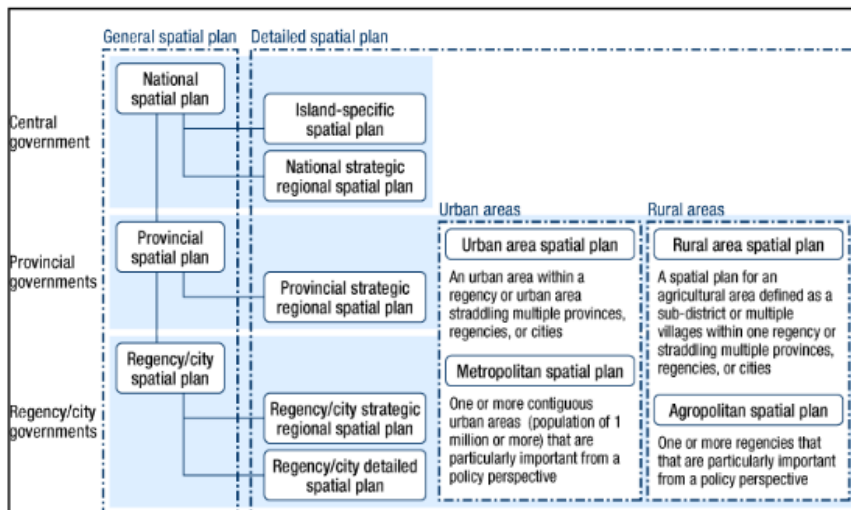 General spatial plan
Detailed spatial plan
National
spatial plan
Central
government
Island-specific
spatial plan
National strategic
regional spatial plan
Provincial
spatial plan
Provincial
governments
Provincial strategic
regional spatial plan
Regency/city
spatial plan
Regency/city
governments
Regency/city strategic
regional spatial plan
Regency/city detailed
spatial plan
Urban areas
Urban area spatial plan
An urban area within a
regency or urban area
straddling multiple provinces,
regencies, or cities
Metropolitan spatial plan
One or more contiguous
urban areas (population of 1
million or more) that are
particularly important from a
policy perspective
Rural areas
Rural area spatial plan
A spatial plan for an
agricultural area defined as a
sub-district or multiple
villages within one regency or
straddling multiple provinces,
regencies, or cities
Agropolitan spatial plan
One or more regencies that
that are particularly important
from a policy perspective